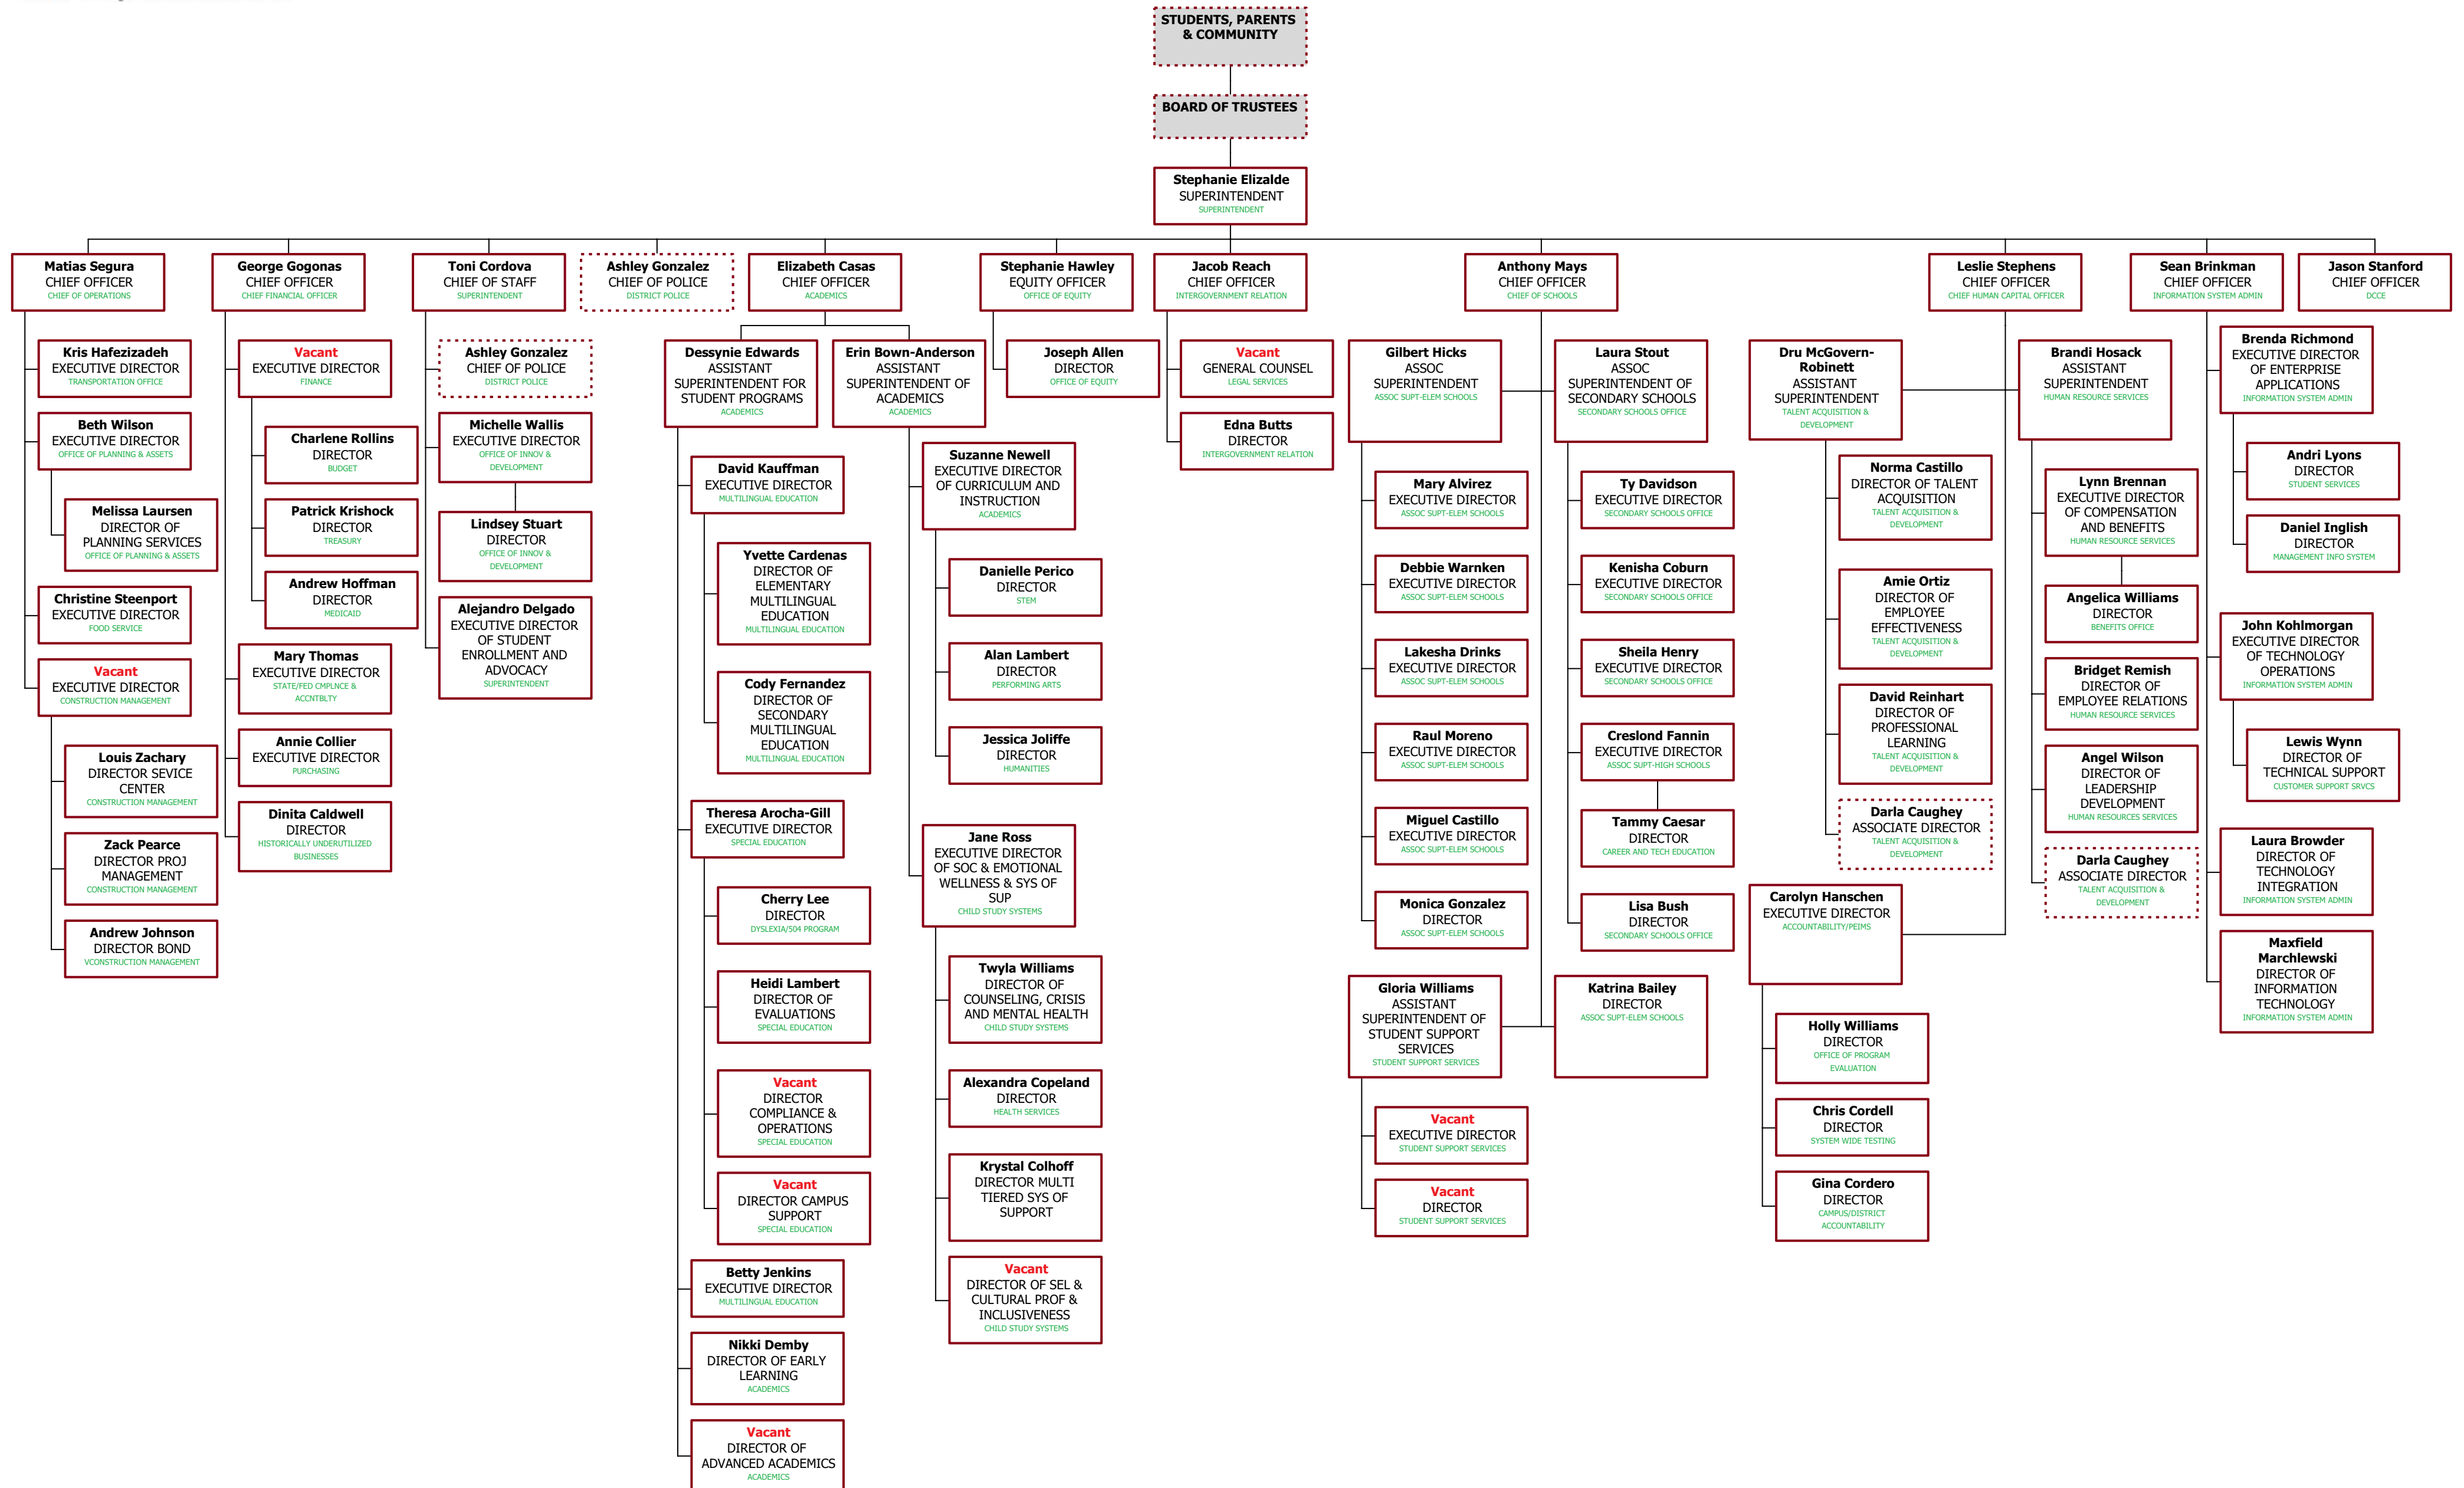 STUDENTS, PARENTS
& COMMUNITY
BOARD OF TRUSTEES
Stephanie Elizalde
SUPERINTENDENT
SUPERINTENDENT
Matias Segura
CHIEF OFFICER
CHIEF OF OPERATIONS
Kris Hafezizadeh
EXECUTIVE DIRECTOR
TRANSPORTATION OFFICE
Beth Wilson
EXECUTIVE DIRECTOR
OFFICE OF PLANNING & ASSETS
Melissa Laursen
DIRECTOR OF
PLANNING SERVICES
OFFICE OF PLANNING & ASSETS
Christine Steenport
EXECUTIVE DIRECTOR
FOOD SERVICE
Vacant
EXECUTIVE DIRECTOR
CONSTRUCTION MANAGEMENT
Louis Zachary
DIRECTOR SEVICE
CENTER
CONSTRUCTION MANAGEMENT
Zack Pearce
DIRECTOR PROJ
MANAGEMENT
CONSTRUCTION MANAGEMENT
Andrew Johnson
DIRECTOR BOND
VCONSTRUCTION MANAGEMENT
George Gogonas
CHIEF OFFICER
CHIEF FINANCIAL OFFICER
Vacant
EXECUTIVE DIRECTOR
FINANCE
Charlene Rollins
DIRECTOR
BUDGET
Patrick Krishock
DIRECTOR
TREASURY
Andrew Hoffman
DIRECTOR
MEDICAID
Mary Thomas
EXECUTIVE DIRECTOR
STATE/FED CMPLNCE &
ACCNTBLTY
Annie Collier
EXECUTIVE DIRECTOR
PURCHASING
Dinita Caldwell
DIRECTOR
HISTORICALLY UNDERUTILIZED
BUSINESSES
Toni Cordova
CHIEF OF STAFF
SUPERINTENDENT
Ashley Gonzalez
CHIEF OF POLICE
DISTRICT POLICE
Michelle Wallis
EXECUTIVE DIRECTOR
OFFICE OF INNOV &
DEVELOPMENT
Lindsey Stuart
DIRECTOR
OFFICE OF INNOV &
DEVELOPMENT
Alejandro Delgado
EXECUTIVE DIRECTOR
OF STUDENT
ENROLLMENT AND
ADVOCACY
SUPERINTENDENT
Ashley Gonzalez
CHIEF OF POLICE
DISTRICT POLICE
Elizabeth Casas
CHIEF OFFICER
ACADEMICS
Dessynie Edwards
ASSISTANT
SUPERINTENDENT FOR
STUDENT PROGRAMS
ACADEMICS
David Kauffman
EXECUTIVE DIRECTOR
MULTILINGUAL EDUCATION
Yvette Cardenas
DIRECTOR OF
ELEMENTARY
MULTILINGUAL
EDUCATION
MULTILINGUAL EDUCATION
Cody Fernandez
DIRECTOR OF
SECONDARY
MULTILINGUAL
EDUCATION
MULTILINGUAL EDUCATION
Theresa Arocha-Gill
EXECUTIVE DIRECTOR
SPECIAL EDUCATION
Cherry Lee
DIRECTOR
DYSLEXIA/504 PROGRAM
Heidi Lambert
DIRECTOR OF
EVALUATIONS
SPECIAL EDUCATION
Vacant
DIRECTOR
COMPLIANCE &
OPERATIONS
SPECIAL EDUCATION
Vacant
DIRECTOR CAMPUS
SUPPORT
SPECIAL EDUCATION
Betty Jenkins
EXECUTIVE DIRECTOR
MULTILINGUAL EDUCATION
Nikki Demby
DIRECTOR OF EARLY
LEARNING
ACADEMICS
Vacant
DIRECTOR OF
ADVANCED ACADEMICS
ACADEMICS
Erin Bown-Anderson
ASSISTANT
SUPERINTENDENT OF
ACADEMICS
ACADEMICS
Suzanne Newell
EXECUTIVE DIRECTOR
OF CURRICULUM AND
INSTRUCTION
ACADEMICS
Danielle Perico
DIRECTOR
STEM
Alan Lambert
DIRECTOR
PERFORMING ARTS
Jessica Joliffe
DIRECTOR
HUMANITIES
Jane Ross
EXECUTIVE DIRECTOR
OF SOC & EMOTIONAL
WELLNESS & SYS OF
SUP
CHILD STUDY SYSTEMS
Twyla Williams
DIRECTOR OF
COUNSELING, CRISIS
AND MENTAL HEALTH
CHILD STUDY SYSTEMS
Alexandra Copeland
DIRECTOR
HEALTH SERVICES
Krystal Colhoff
DIRECTOR MULTI
TIERED SYS OF
SUPPORT
Vacant
DIRECTOR OF SEL &
CULTURAL PROF &
INCLUSIVENESS
CHILD STUDY SYSTEMS
Stephanie Hawley
EQUITY OFFICER
OFFICE OF EQUITY
Joseph Allen
DIRECTOR
OFFICE OF EQUITY
Jacob Reach
CHIEF OFFICER
INTERGOVERNMENT RELATION
Vacant
GENERAL COUNSEL
LEGAL SERVICES
Edna Butts
DIRECTOR
INTERGOVERNMENT RELATION
Anthony Mays
CHIEF OFFICER
CHIEF OF SCHOOLS
Gilbert Hicks
ASSOC
SUPERINTENDENT
ASSOC SUPT-ELEM SCHOOLS
Mary Alvirez
EXECUTIVE DIRECTOR
ASSOC SUPT-ELEM SCHOOLS
Debbie Warnken
EXECUTIVE DIRECTOR
ASSOC SUPT-ELEM SCHOOLS
Lakesha Drinks
EXECUTIVE DIRECTOR
ASSOC SUPT-ELEM SCHOOLS
Raul Moreno
EXECUTIVE DIRECTOR
ASSOC SUPT-ELEM SCHOOLS
Miguel Castillo
EXECUTIVE DIRECTOR
ASSOC SUPT-ELEM SCHOOLS
Monica Gonzalez
DIRECTOR
ASSOC SUPT-ELEM SCHOOLS
Laura Stout
ASSOC
SUPERINTENDENT OF
SECONDARY SCHOOLS
SECONDARY SCHOOLS OFFICE
Ty Davidson
EXECUTIVE DIRECTOR
SECONDARY SCHOOLS OFFICE
Kenisha Coburn
EXECUTIVE DIRECTOR
SECONDARY SCHOOLS OFFICE
Sheila Henry
EXECUTIVE DIRECTOR
SECONDARY SCHOOLS OFFICE
Creslond Fannin
EXECUTIVE DIRECTOR
ASSOC SUPT-HIGH SCHOOLS
Tammy Caesar
DIRECTOR
CAREER AND TECH EDUCATION
Lisa Bush
DIRECTOR
SECONDARY SCHOOLS OFFICE
Gloria Williams
ASSISTANT
SUPERINTENDENT OF
STUDENT SUPPORT
SERVICES
STUDENT SUPPORT SERVICES
Vacant
EXECUTIVE DIRECTOR
STUDENT SUPPORT SERVICES
Vacant
DIRECTOR
STUDENT SUPPORT SERVICES
Katrina Bailey
DIRECTOR
ASSOC SUPT-ELEM SCHOOLS
Leslie Stephens
CHIEF OFFICER
CHIEF HUMAN CAPITAL OFFICER
Dru McGovern-
Robinett
ASSISTANT
SUPERINTENDENT
TALENT ACQUISITION &
DEVELOPMENT
Norma Castillo
DIRECTOR OF TALENT
ACQUISITION
TALENT ACQUISITION &
DEVELOPMENT
Amie Ortiz
DIRECTOR OF
EMPLOYEE
EFFECTIVENESS
TALENT ACQUISITION &
DEVELOPMENT
David Reinhart
DIRECTOR OF
PROFESSIONAL
LEARNING
TALENT ACQUISITION &
DEVELOPMENT
Darla Caughey
ASSOCIATE DIRECTOR
TALENT ACQUISITION &
DEVELOPMENT
Brandi Hosack
ASSISTANT
SUPERINTENDENT
HUMAN RESOURCE SERVICES
Lynn Brennan
EXECUTIVE DIRECTOR
OF COMPENSATION
AND BENEFITS
HUMAN RESOURCE SERVICES
Angelica Williams
DIRECTOR
BENEFITS OFFICE
Bridget Remish
DIRECTOR OF
EMPLOYEE RELATIONS
HUMAN RESOURCE SERVICES
Angel Wilson
DIRECTOR OF
LEADERSHIP
DEVELOPMENT
HUMAN RESOURCES SERVICES
Darla Caughey
ASSOCIATE DIRECTOR
TALENT ACQUISITION &
DEVELOPMENT
Carolyn Hanschen
EXECUTIVE DIRECTOR
ACCOUNTABILITY/PEIMS
Holly Williams
DIRECTOR
OFFICE OF PROGRAM
EVALUATION
Chris Cordell
DIRECTOR
SYSTEM WIDE TESTING
Gina Cordero
DIRECTOR
CAMPUS/DISTRICT
ACCOUNTABILITY
Sean Brinkman
CHIEF OFFICER
INFORMATION SYSTEM ADMIN
Brenda Richmond
EXECUTIVE DIRECTOR
OF ENTERPRISE
APPLICATIONS
INFORMATION SYSTEM ADMIN
Andri Lyons
DIRECTOR
STUDENT SERVICES
Daniel Inglish
DIRECTOR
MANAGEMENT INFO SYSTEM
John Kohlmorgan
EXECUTIVE DIRECTOR
OF TECHNOLOGY
OPERATIONS
INFORMATION SYSTEM ADMIN
Lewis Wynn
DIRECTOR OF
TECHNICAL SUPPORT
CUSTOMER SUPPORT SRVCS
Laura Browder
DIRECTOR OF
TECHNOLOGY
INTEGRATION
INFORMATION SYSTEM ADMIN
Maxfield
Marchlewski
DIRECTOR OF
INFORMATION
TECHNOLOGY
INFORMATION SYSTEM ADMIN
Jason Stanford
CHIEF OFFICER
DCCE